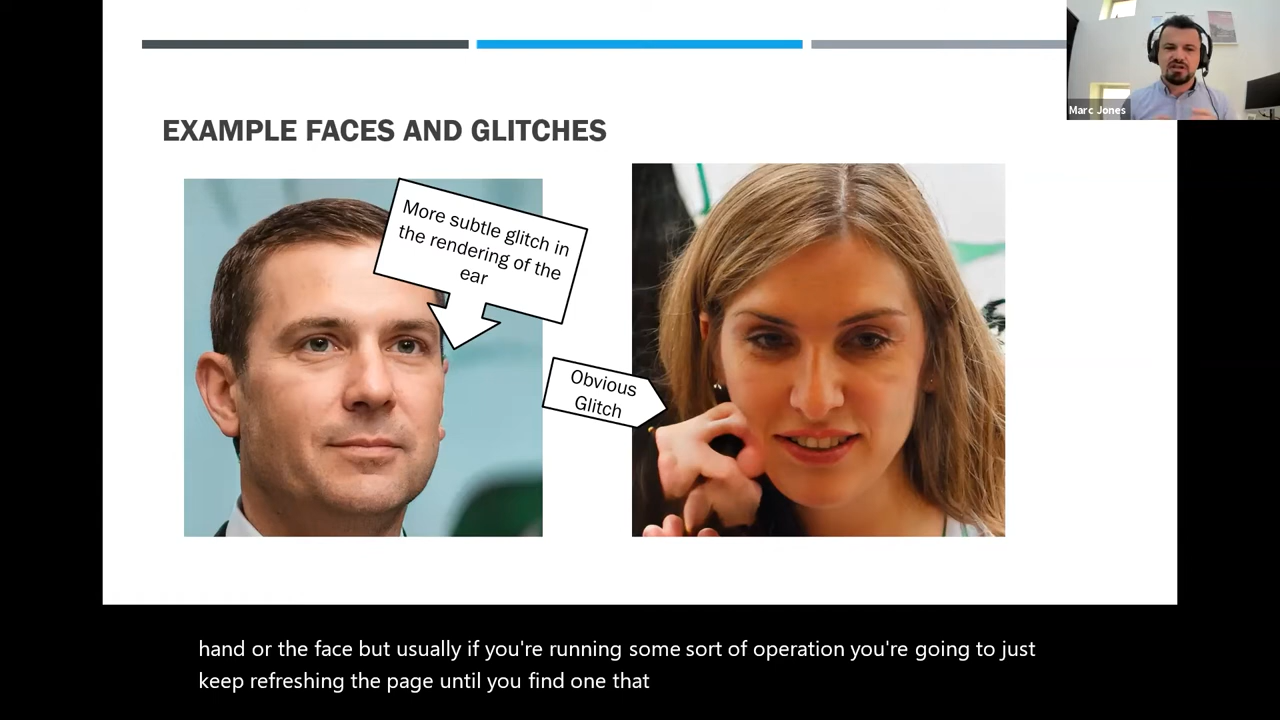 Marc Jones
EXAMPLE FACES AND GLITCHES
More subtle glitch in
the rendering of the
ear
Obvious
Glitch
hand or the face but usually if you're running some sort of operation you're going to just
keep refreshing the page until you find one that